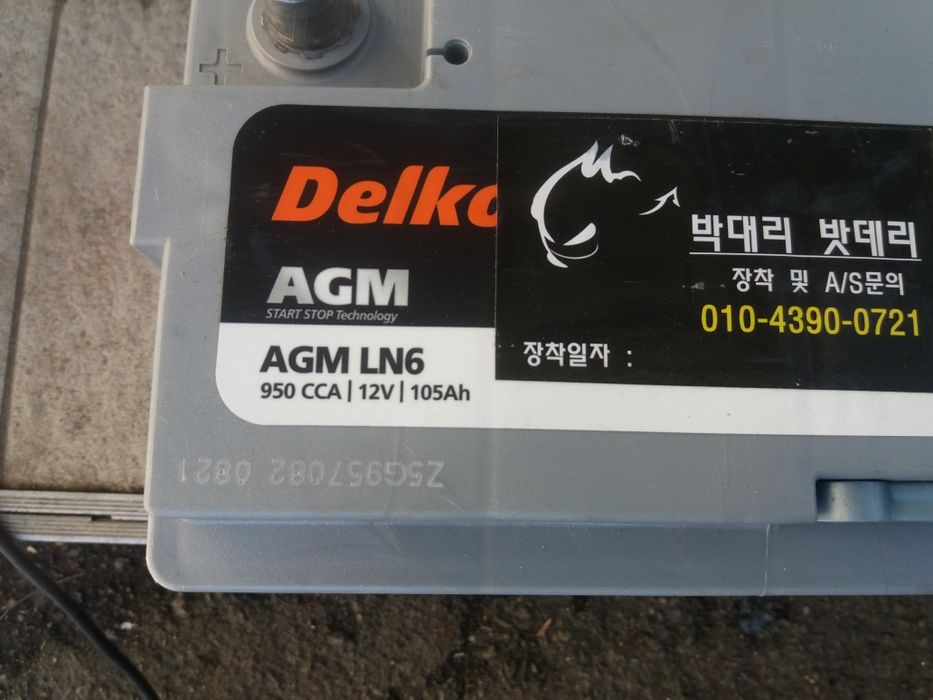 +
Delko
AGM
START STOP Technology
AGM LN6
950 CCA | 12V | 105Ah
박대리 밧데리
장착 및 A/S문의
010-4390-0721
장착일자 :
Z5G957082 0821